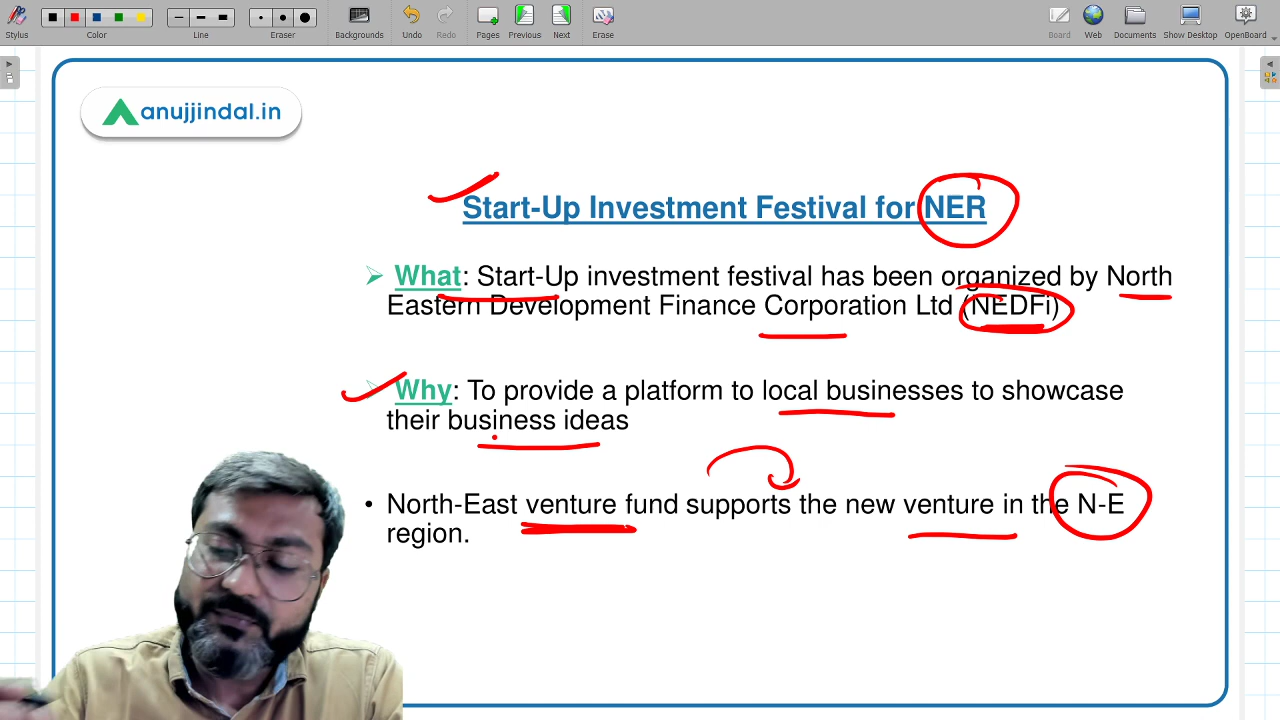 Stylus Color Line Eraser Backgrounds Undo Redo Pages Previous Next Erase Board Web Documents Show Desktop OpenBoard
anujjindal.in
Start-Up Investment Festival for NER
What: Start-Up investment festival has been organized by North
Eastern Development Finance Corporation Ltd (NEDFi)
Why: To provide a platform to local businesses to showcase
their business ideas
• North-East venture fund supports the new venture in the N-E
region.